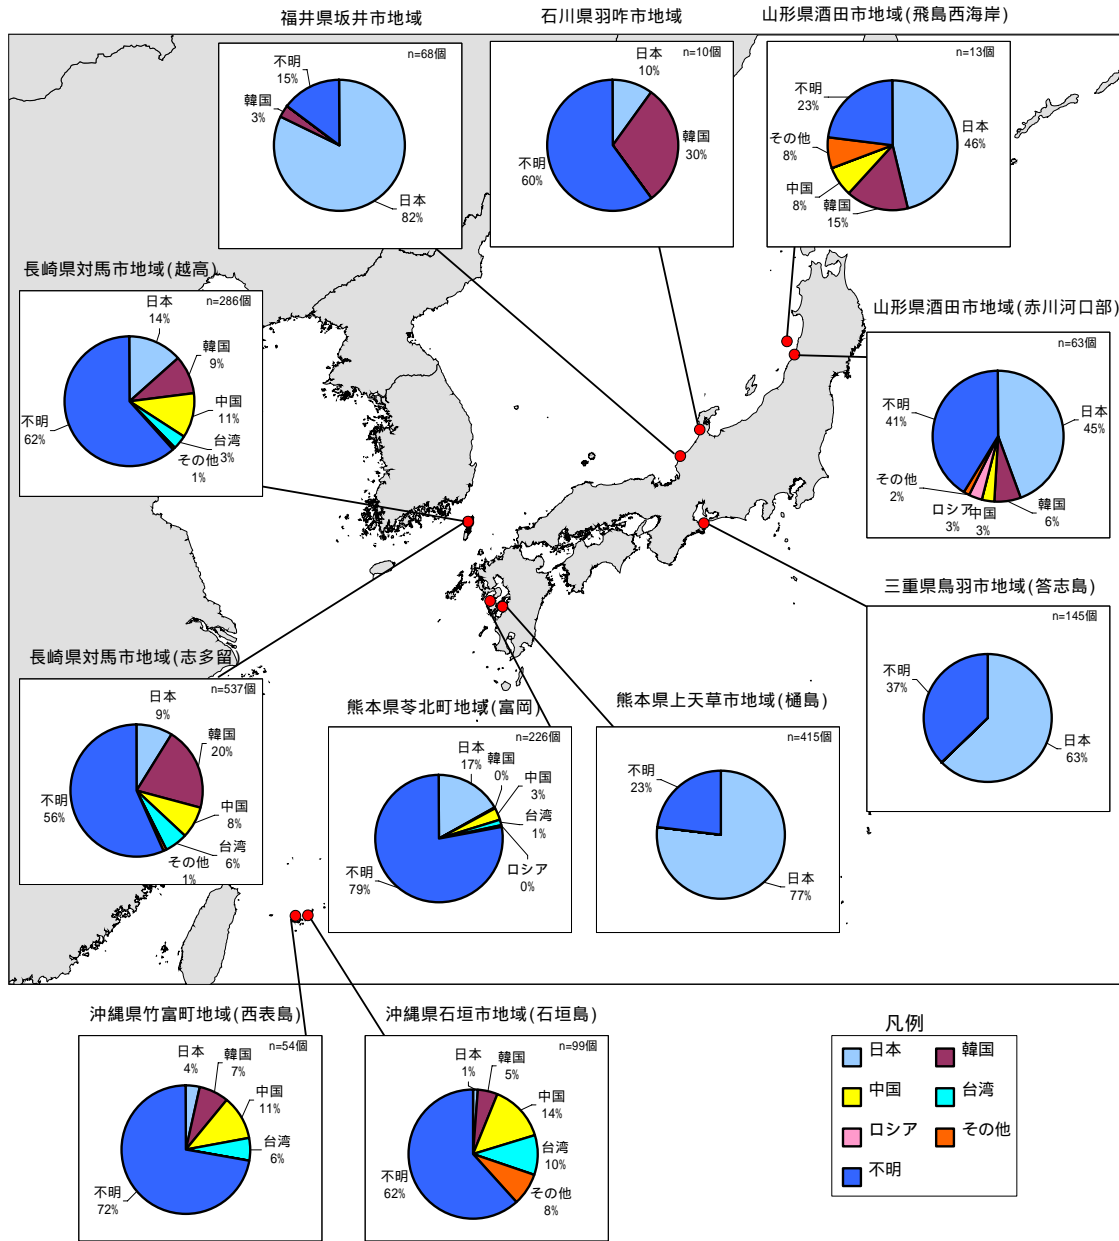 福井県坂井市地域
n=68個
不明
15%
韓国
3%
日本
82%
石川県羽咋市地域
n=10個
日本
10%
韓国
30%
不明
60%
山形県酒田市地域(飛島西海岸)
n=13個
不明
23%
その他
8%
中国
8%
韓国
15%
日本
46%
長崎県対馬市地域(越高)
n=286個
日本
14%
韓国
9%
中国
11%
台湾
3%
その他
1%
不明
62%
山形県酒田市地域(赤川河口部)
n=63個
不明
41%
日本
45%
その他
2%
ロシア
3%
中国
3%
韓国
6%
三重県鳥羽市地域(答志島)
n=145個
不明
37%
日本
63%
長崎県対馬市地域(志多留)
n=537個
日本
9%
韓国
20%
中国
8%
台湾
6%
その他
1%
不明
56%
熊本県苓北町地域(富岡)
n=226個
日本
17%
韓国
0%
中国
3%
台湾
1%
ロシア
0%
不明
79%
熊本県上天草市地域(樋島)
n=415個
不明
23%
日本
77%
沖縄県竹富町地域(西表島)
n=54個
日本
4%
韓国
7%
中国
11%
台湾
6%
不明
72%
沖縄県石垣市地域(石垣島)
n=99個
日本
1%
韓国
5%
中国
14%
台湾
10%
その他
8%
不明
62%
凡例
日本
韓国
中国
台湾
ロシア
その他
不明